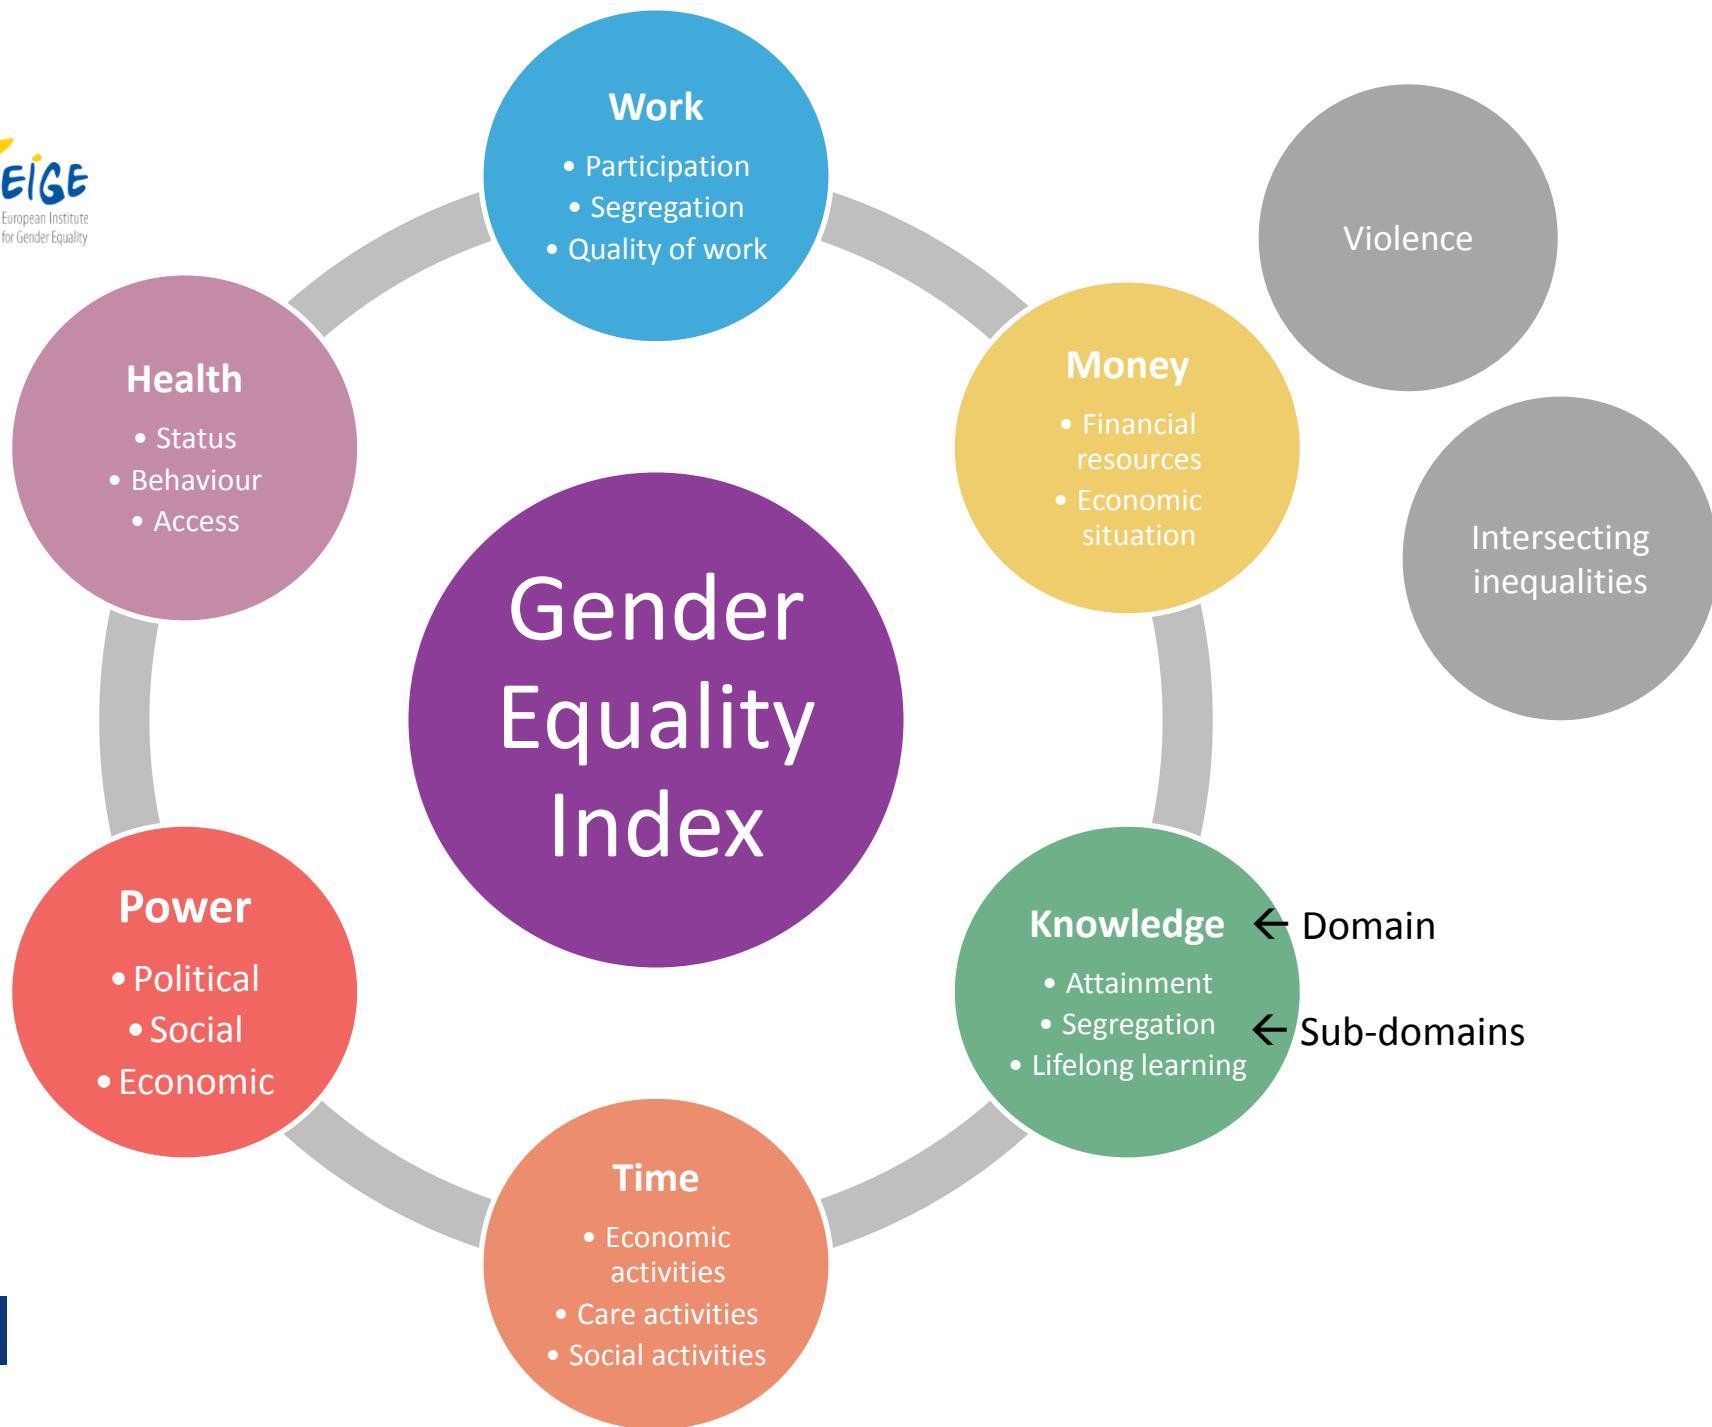 EIGE
European Institute
for Gender Equality
Work
• Participation
• Segregation
• Quality of work
Violence
Money
• Financial
resources
• Economic
situation
Health
• Status
• Behaviour
• Access
Intersecting
inequalities
Gender
Equality
Index
Power
• Political
• Social
• Economic
Knowledge ← Domain
• Attainment
• Segregation ← Sub-domains
• Lifelong learning
Time
• Economic
activities
• Care activities
• Social activities